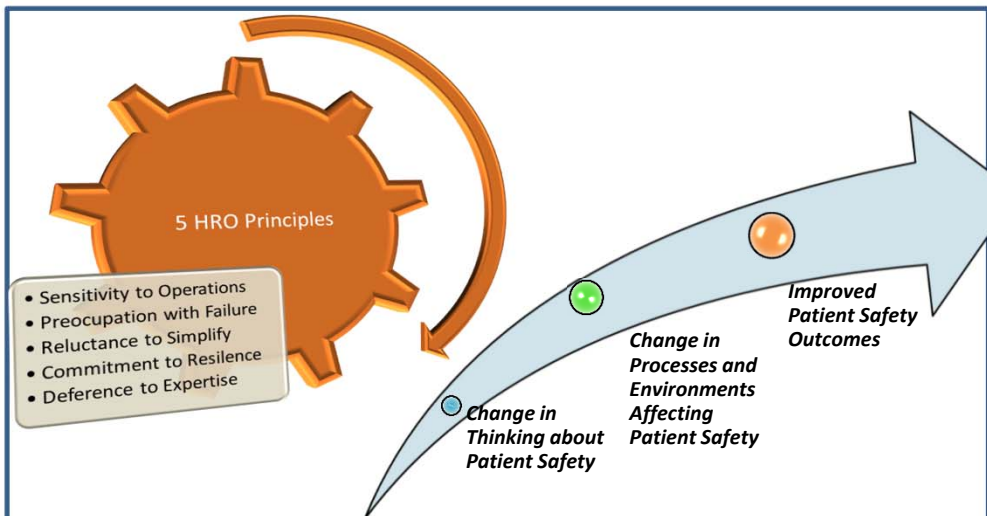 5 HRO Principles
• Sensitivity to Operations
• Preocupation with Failure
• Reluctance to Simplify
• Commitment to Resilence
• Deference to Expertise
Change in
Thinking about
Patient Safety
Change in
Processes and
Environments
Affecting
Patient Safety
Improved
Patient Safety
Outcomes